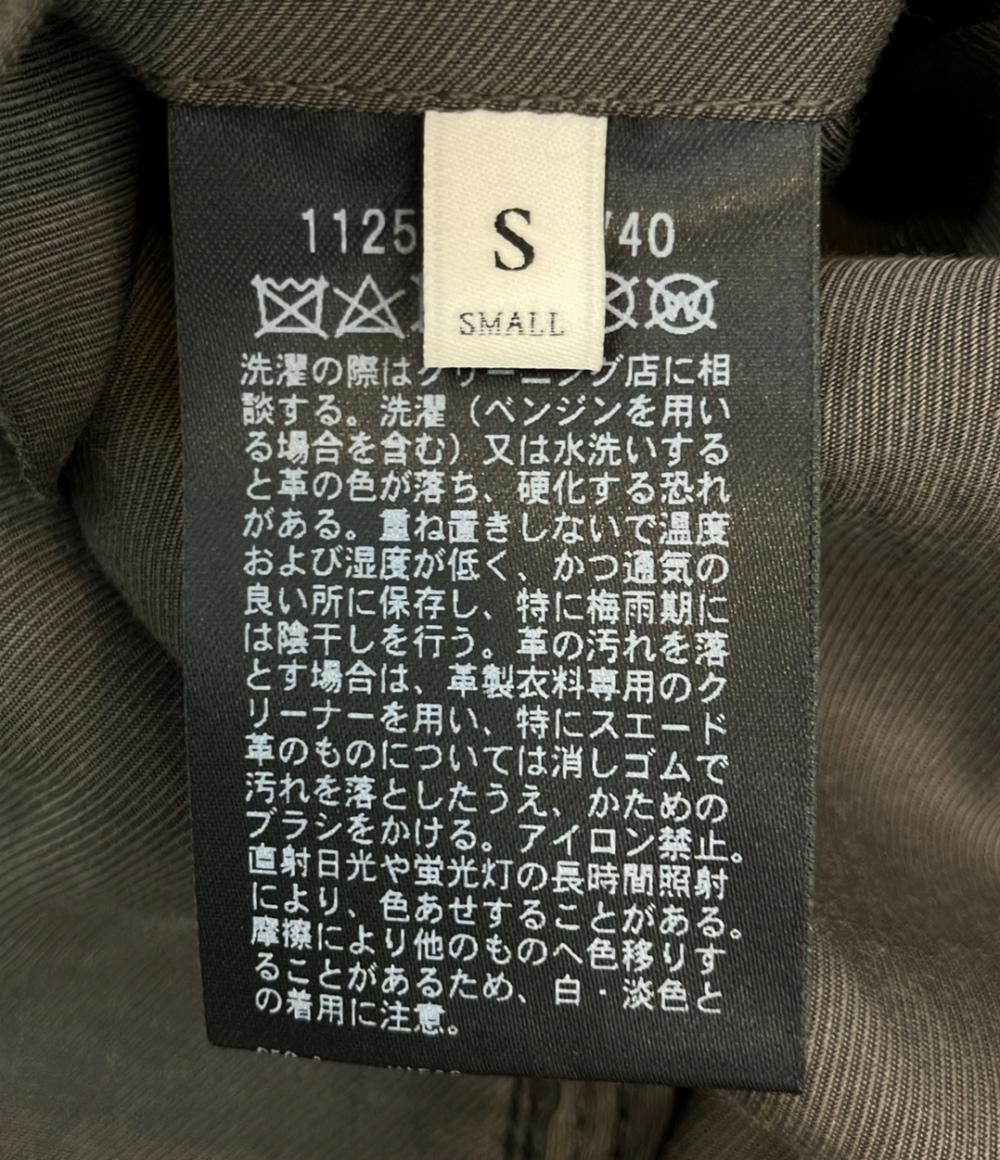 1125
/40
S
SMALL
W
洗濯の際はクリーニング店に相
談する。洗濯（ベンジンを用い
る場合を含む）又は水洗いする
と革の色が落ち、硬化する恐れ
がある。重ね置きしないで温度
および湿度が低く、かつ通気の
良い所に保存し、特に梅雨期に
は陰干しを行う。革の汚れを落
とす場合は、革製衣料専用のク
リーナーを用い、特にスエード
革のものについては消しゴムで
汚れを落としたうえ、かための
ブラシをかける。アイロン禁止。
直射日光や蛍光灯の長時間照射
により、色あせすることがある。
摩擦により他のものへ色移りす
ることがあるため、白・淡色と
の着用に注意。